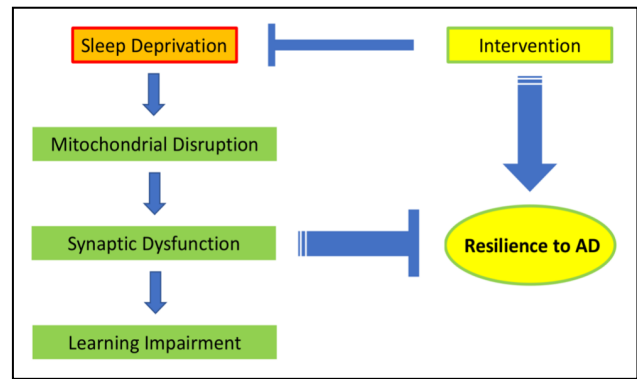 Sleep Deprivation
Intervention
Mitochondrial Disruption
Synaptic Dysfunction
Resilience to AD
Learning Impairment